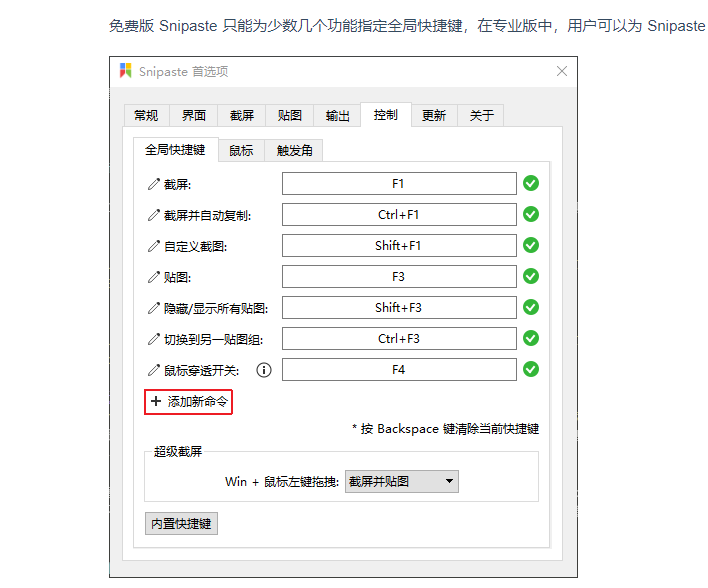 免费版 Snipaste 只能为少数几个功能指定全局快捷键，在专业版中，用户可以为 Snipaste
Snipaste 首选项
常规 界面 截屏 贴图 输出 控制 更新 关于
全局快捷键 鼠标 触发角
截屏: F1
截屏并自动复制: Ctrl+F1
自定义截图: Shift+F1
贴图: F3
隐藏/显示所有贴图: Shift+F3
切换到另一贴图组: Ctrl+F3
鼠标穿透开关: F4
+ 添加新命令
* 按 Backspace 键清除当前快捷键
超级截屏
Win + 鼠标左键拖拽: 截屏并贴图
内置快捷键